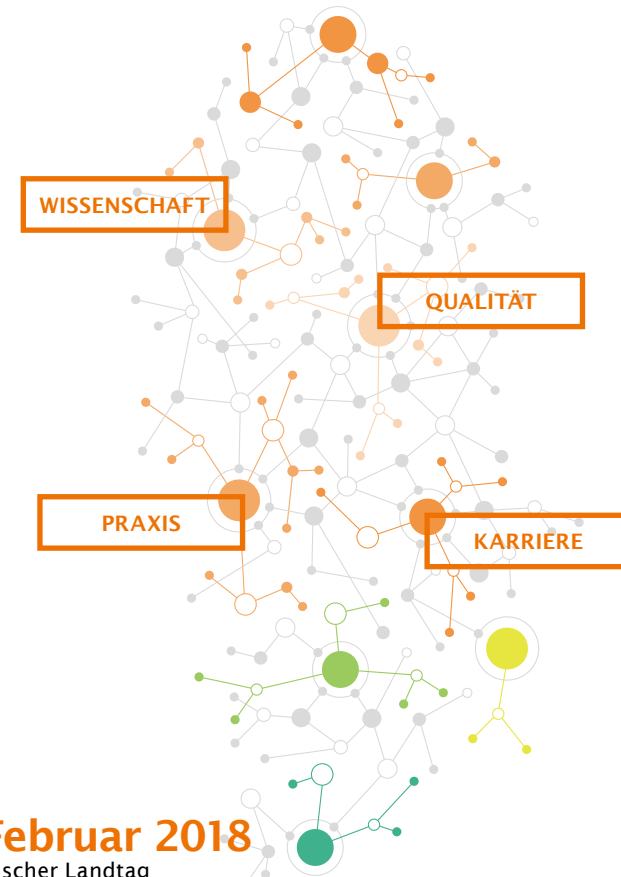 WISSENSCHAFT
QUALITÄT
PRAXIS
KARRIERE
Februar 2018
scher Landtag